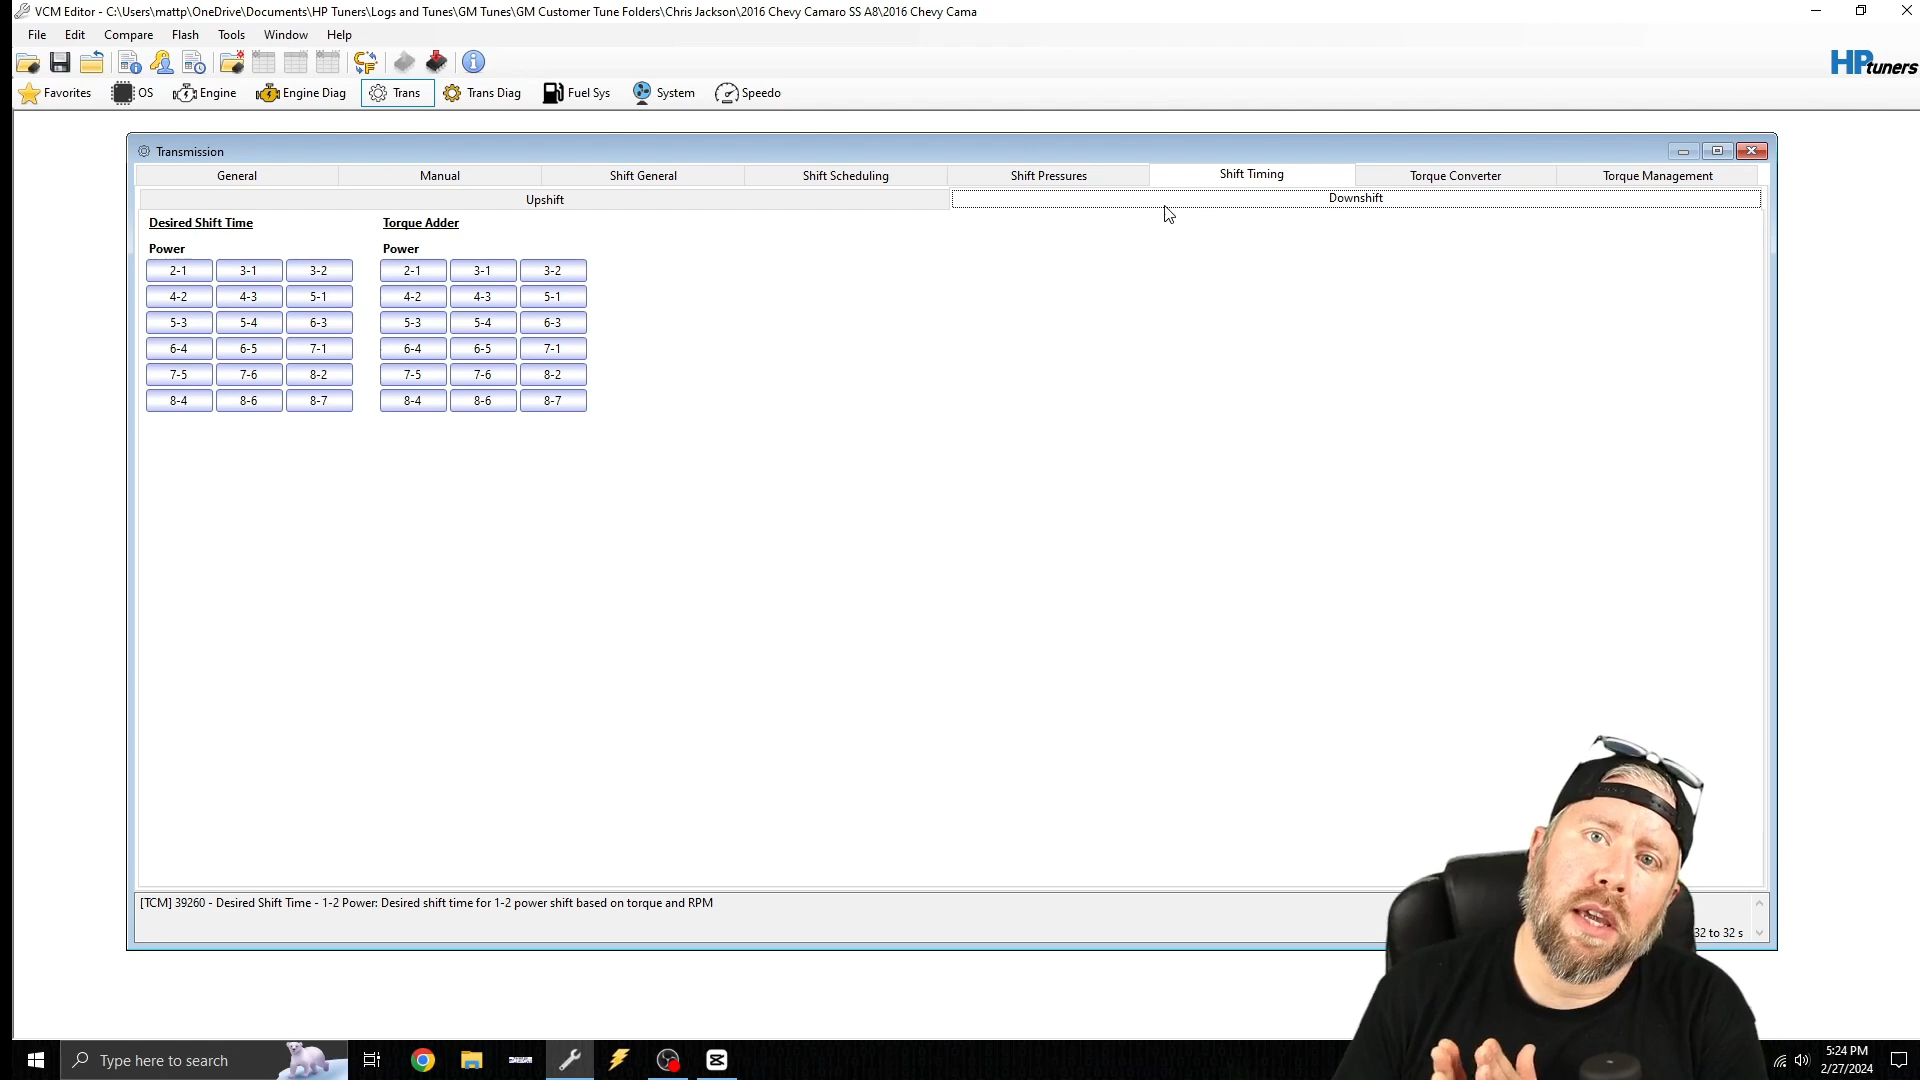 VCM Editor - C:\Users\mattp\OneDrive\Documents\HP Tuners\Logs and Tunes\GM Tunes\GM Customer Tune Folders\Chris Jackson\2016 Chevy Camaro SS A8\2016 Chevy Cama
File Edit Compare Flash Tools Window Help
HP tuners
Favorites OS Engine Engine Diag Trans Trans Diag Fuel Sys System Speedo
Transmission
General Manual Shift General Shift Scheduling Shift Pressures Shift Timing Torque Converter Torque Management
Upshift Downshift
Desired Shift Time Torque Adder
Power Power
2-1 3-1 3-2 2-1 3-1 3-2
4-2 4-3 5-1 4-2 4-3 5-1
5-3 5-4 6-3 5-3 5-4 6-3
6-4 6-5 7-1 6-4 6-5 7-1
7-5 7-6 8-2 7-5 7-6 8-2
8-4 8-6 8-7 8-4 8-6 8-7
[TCM] 39260 - Desired Shift Time - 1-2 Power: Desired shift time for 1-2 power shift based on torque and RPM
32 to 32 s
Type here to search
5:24 PM
2/27/2024